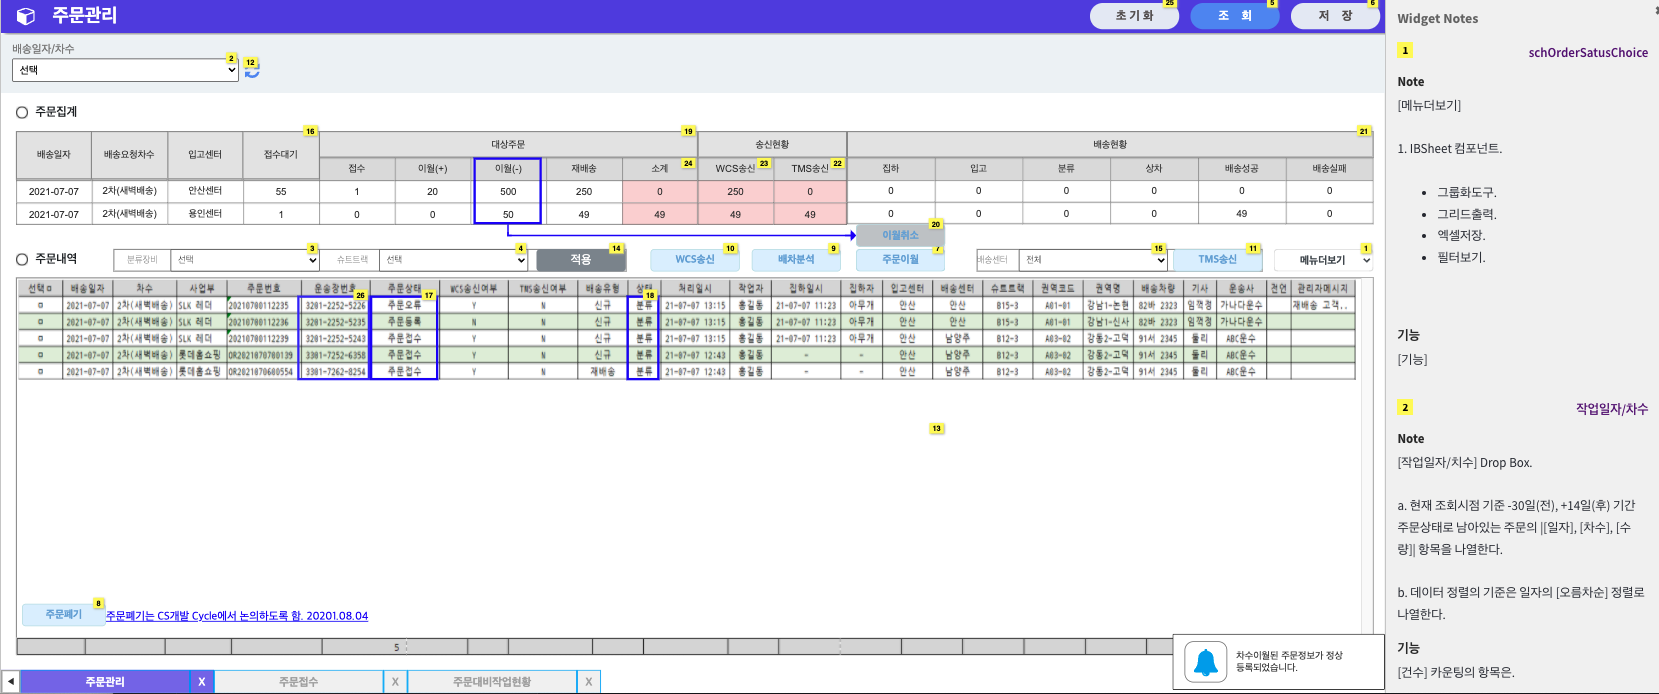 주문관리
초기화 25
조 회 5
저 장 6
배송일자/차수
선택 2 12
주문집계
16 19 21
배송일자 배송요청차수 입고센터 접수대기 대상주문 송신현황 배송현황
접수 이월(+) 이월(-) 재배송 소계 24 WCS송신 23 TMS송신 22 집하 입고 분류 상차 배송성공 배송실패
2021-07-07 2차(새벽배송) 안산센터 55 1 20 500 250 0 250 0 0 0 0 0 0 0
2021-07-07 2차(새벽배송) 용인센터 1 0 0 50 49 49 49 49 0 0 0 0 49 0
이월취소 20
주문내역
분류장비 선택 3 슈트트랙 선택 4 적용 14 WCS송신 10 배차분석 9 주문이월 7 배송센터 전체 15 TMS송신 11 메뉴더보기 1
선택 배송일자 차수 사업부 주문번호 운송장번호 26 주문상태 17 WCS송신여부 TMS송신여부 배송유형 상태 18 처리일시 작업자 집하일시 집하자 입고센터 배송센터 슈트트랙 권역코드 권역명 배송차량 기사 운송사 전언 관리자메시지
2021-07-07 2차(새벽배송) SLK 레더 20210700112235 3201-2252-5226 주문오류 Y N 신규 분류 21-07-07 13:15 홍길동 21-07-07 11:23 아무개 안산 안산 B15-3 A01-01 강남1-논현 82바 2323 임꺽정 가나다운수 재배송 고객..
2021-07-07 2차(새벽배송) SLK 레더 20210700112236 3201-2252-5235 주문등록 N N 신규 분류 21-07-07 13:15 홍길동 21-07-07 11:23 아무개 안산 안산 B15-3 A01-01 강남1-신사 82바 2323 임꺽정 가나다운수
2021-07-07 2차(새벽배송) SLK 레더 20210700112239 3201-2252-5243 주문접수 Y N 신규 분류 21-07-07 13:15 홍길동 21-07-07 11:23 아무개 안산 남양주 B12-3 A03-02 강동2-고덕 91서 2345 둘리 ABC운수
2021-07-07 2차(새벽배송) 롯데홈쇼핑 OR2021070700139 3301-7252-6358 주문접수 Y N 신규 분류 21-07-07 12:43 홍길동 - - 안산 남양주 B12-3 A03-02 강동2-고덕 91서 2345 둘리 ABC운수
2021-07-07 2차(새벽배송) 롯데홈쇼핑 OR2021070600554 3301-7262-8254 주문접수 Y N 재배송 분류 21-07-07 12:43 홍길동 - - 안산 남양주 B12-3 A03-02 강동2-고덕 91서 2345 둘리 ABC운수
13
주문폐기 8 주문폐기는 CS개발 Cycle에서 논의하도록 함. 20201.08.04
5
차수이월된 주문정보가 정상
등록되었습니다.
주문관리 X 주문접수 X 주문대비작업현황 X
Widget Notes
1 schOrderSatusChoice
Note
[메뉴더보기]
1. IBSheet 컴포넌트.
• 그룹화도구.
• 그리드출력.
• 엑셀저장.
• 필터보기.
기능
[기능]
2 작업일자/차수
Note
[작업일자/치수] Drop Box.
a. 현재 조회시점 기준 -30일(전), +14일(후) 기간
주문상태로 남아있는 주문의 |[일자], [차수], [수
량]| 항목을 나열한다.
b. 데이터 정렬의 기준은 일자의 [오름차순] 정렬로
나열한다.
기능
[건수] 카운팅의 항목은.